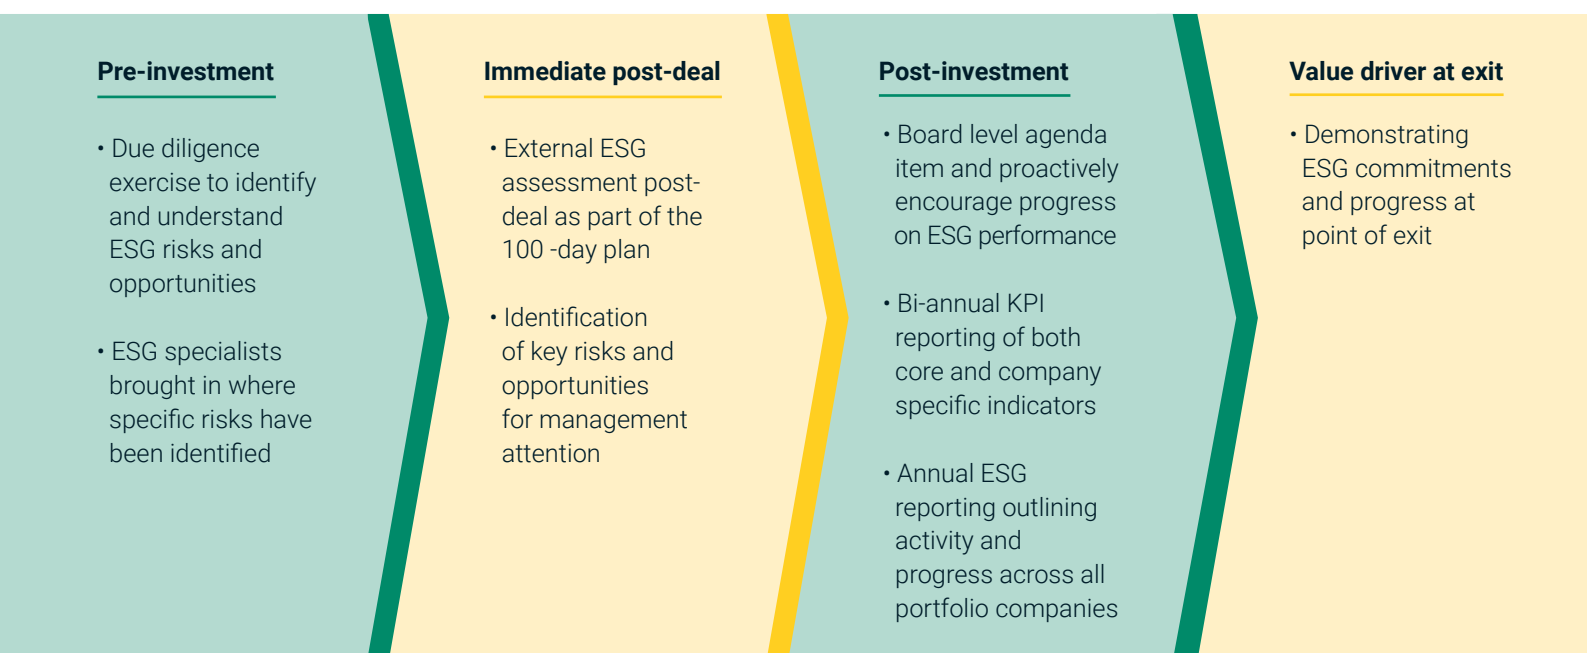 Pre-investment
• Due diligence
exercise to identify
and understand
ESG risks and
opportunities
• ESG specialists
brought in where
specific risks have
been identified
Immediate post-deal
• External ESG
assessment post-
deal as part of the
100 -day plan
• Identification
of key risks and
opportunities
for management
attention
Post-investment
• Board level agenda
item and proactively
encourage progress
on ESG performance
• Bi-annual KPI
reporting of both
core and company
specific indicators
• Annual ESG
reporting outlining
activity and
progress across all
portfolio companies
Value driver at exit
• Demonstrating
ESG commitments
and progress at
point of exit